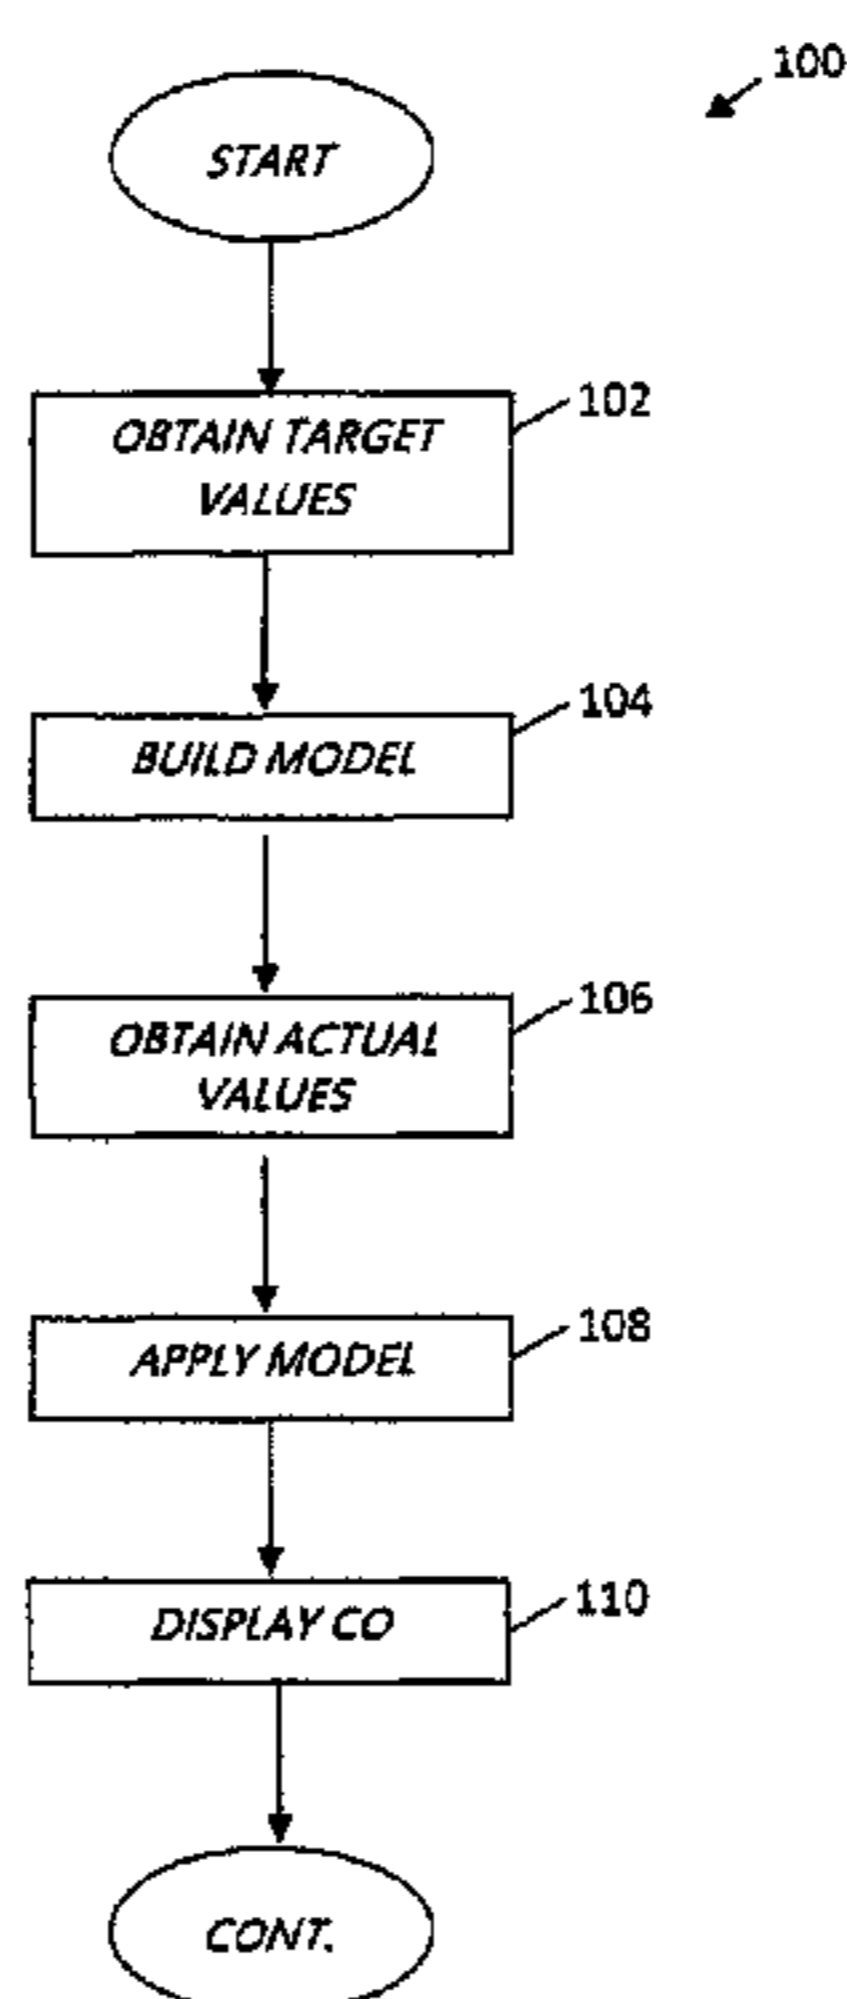 100
START
102
OBTAIN TARGET
VALUES
104
BUILD MODEL
106
OBTAIN ACTUAL
VALUES
108
APPLY MODEL
110
DISPLAY CO
CONT.